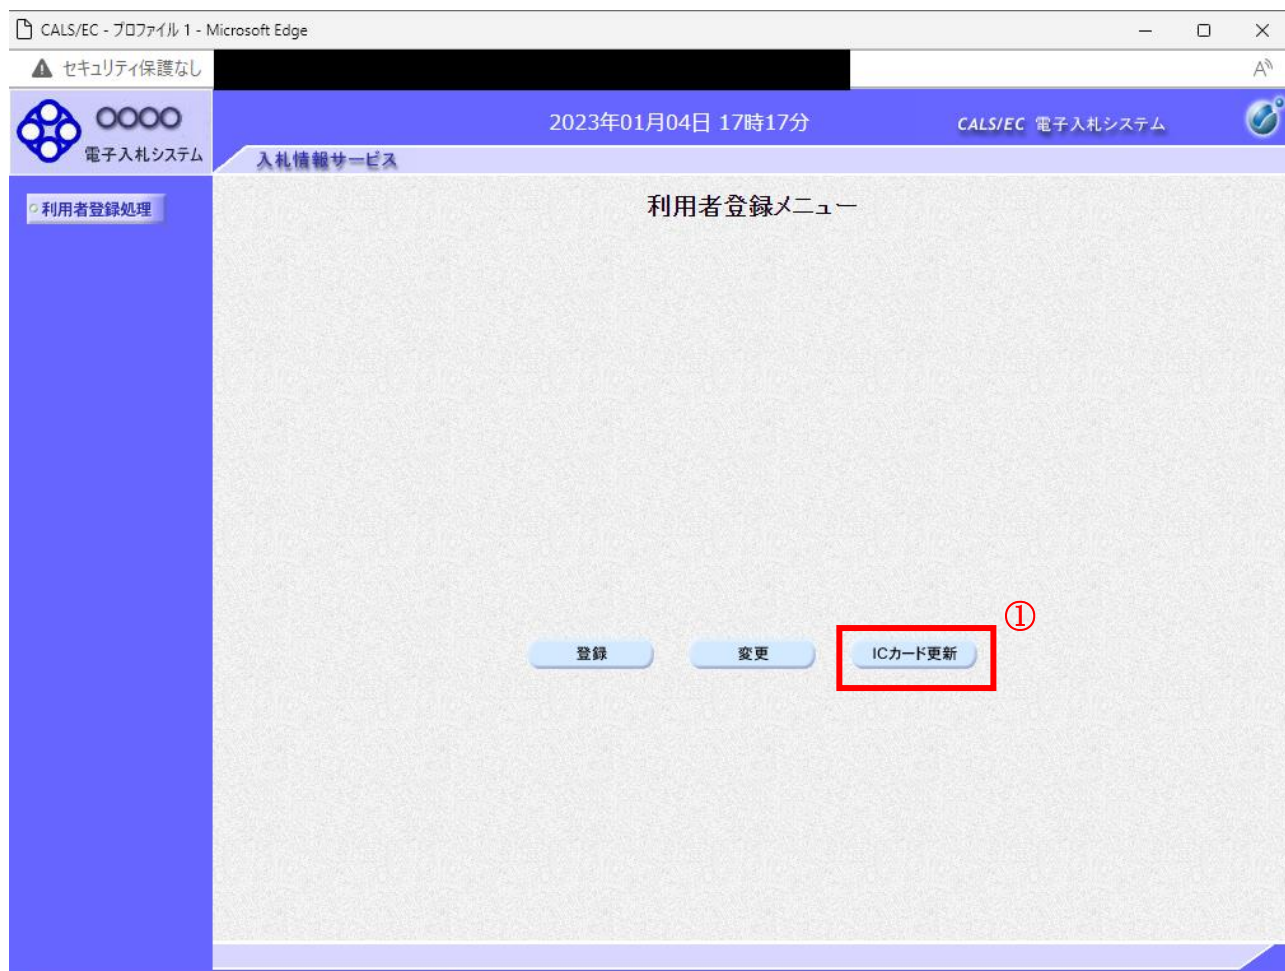 CALS/EC - プロファイル 1 - Microsoft Edge
セキュリティ保護なし
OOOO
電子入札システム
2023年01月04日 17時17分
CALS/EC 電子入札システム
入札情報サービス
利用者登録処理
利用者登録メニュー
①
登録 変更 ICカード更新